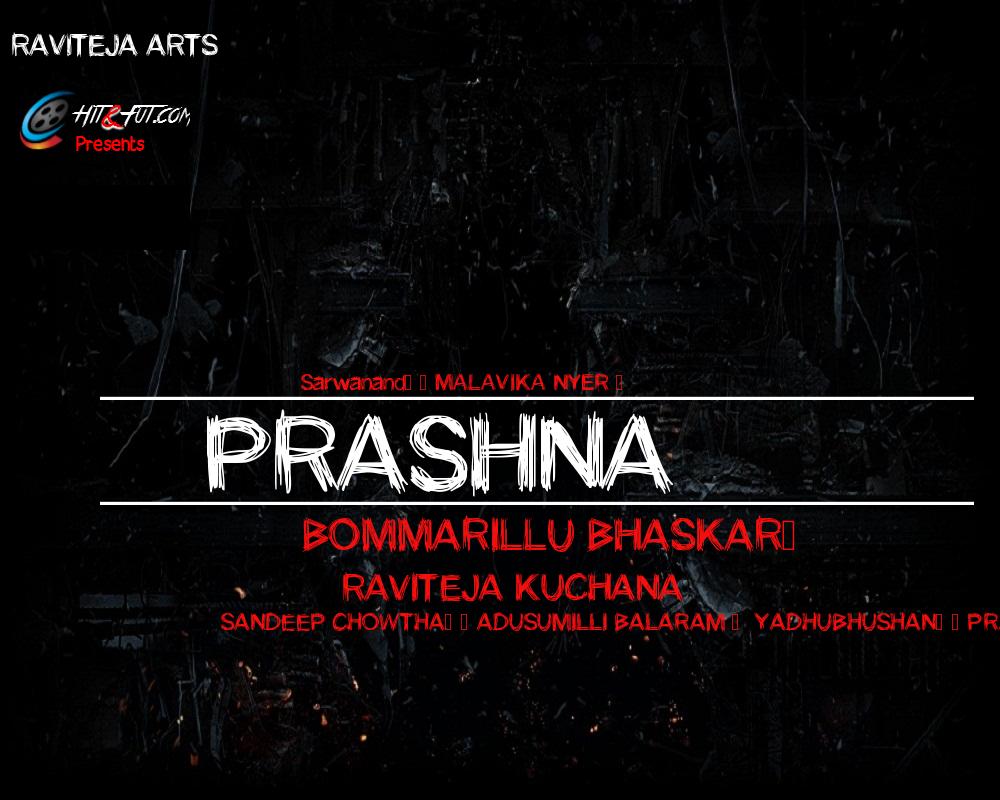 RAVITEJA ARTS
HIT&FUT.COM
Presents
Sarwanand MALAVIKA NYER
PRASHNA
BOMMARILLU BHASKAR
RAVITEJA KUCHANA
SANDEEP CHOWTHA ADUSUMILLI BALARAM YADHUBHUSHAN PR